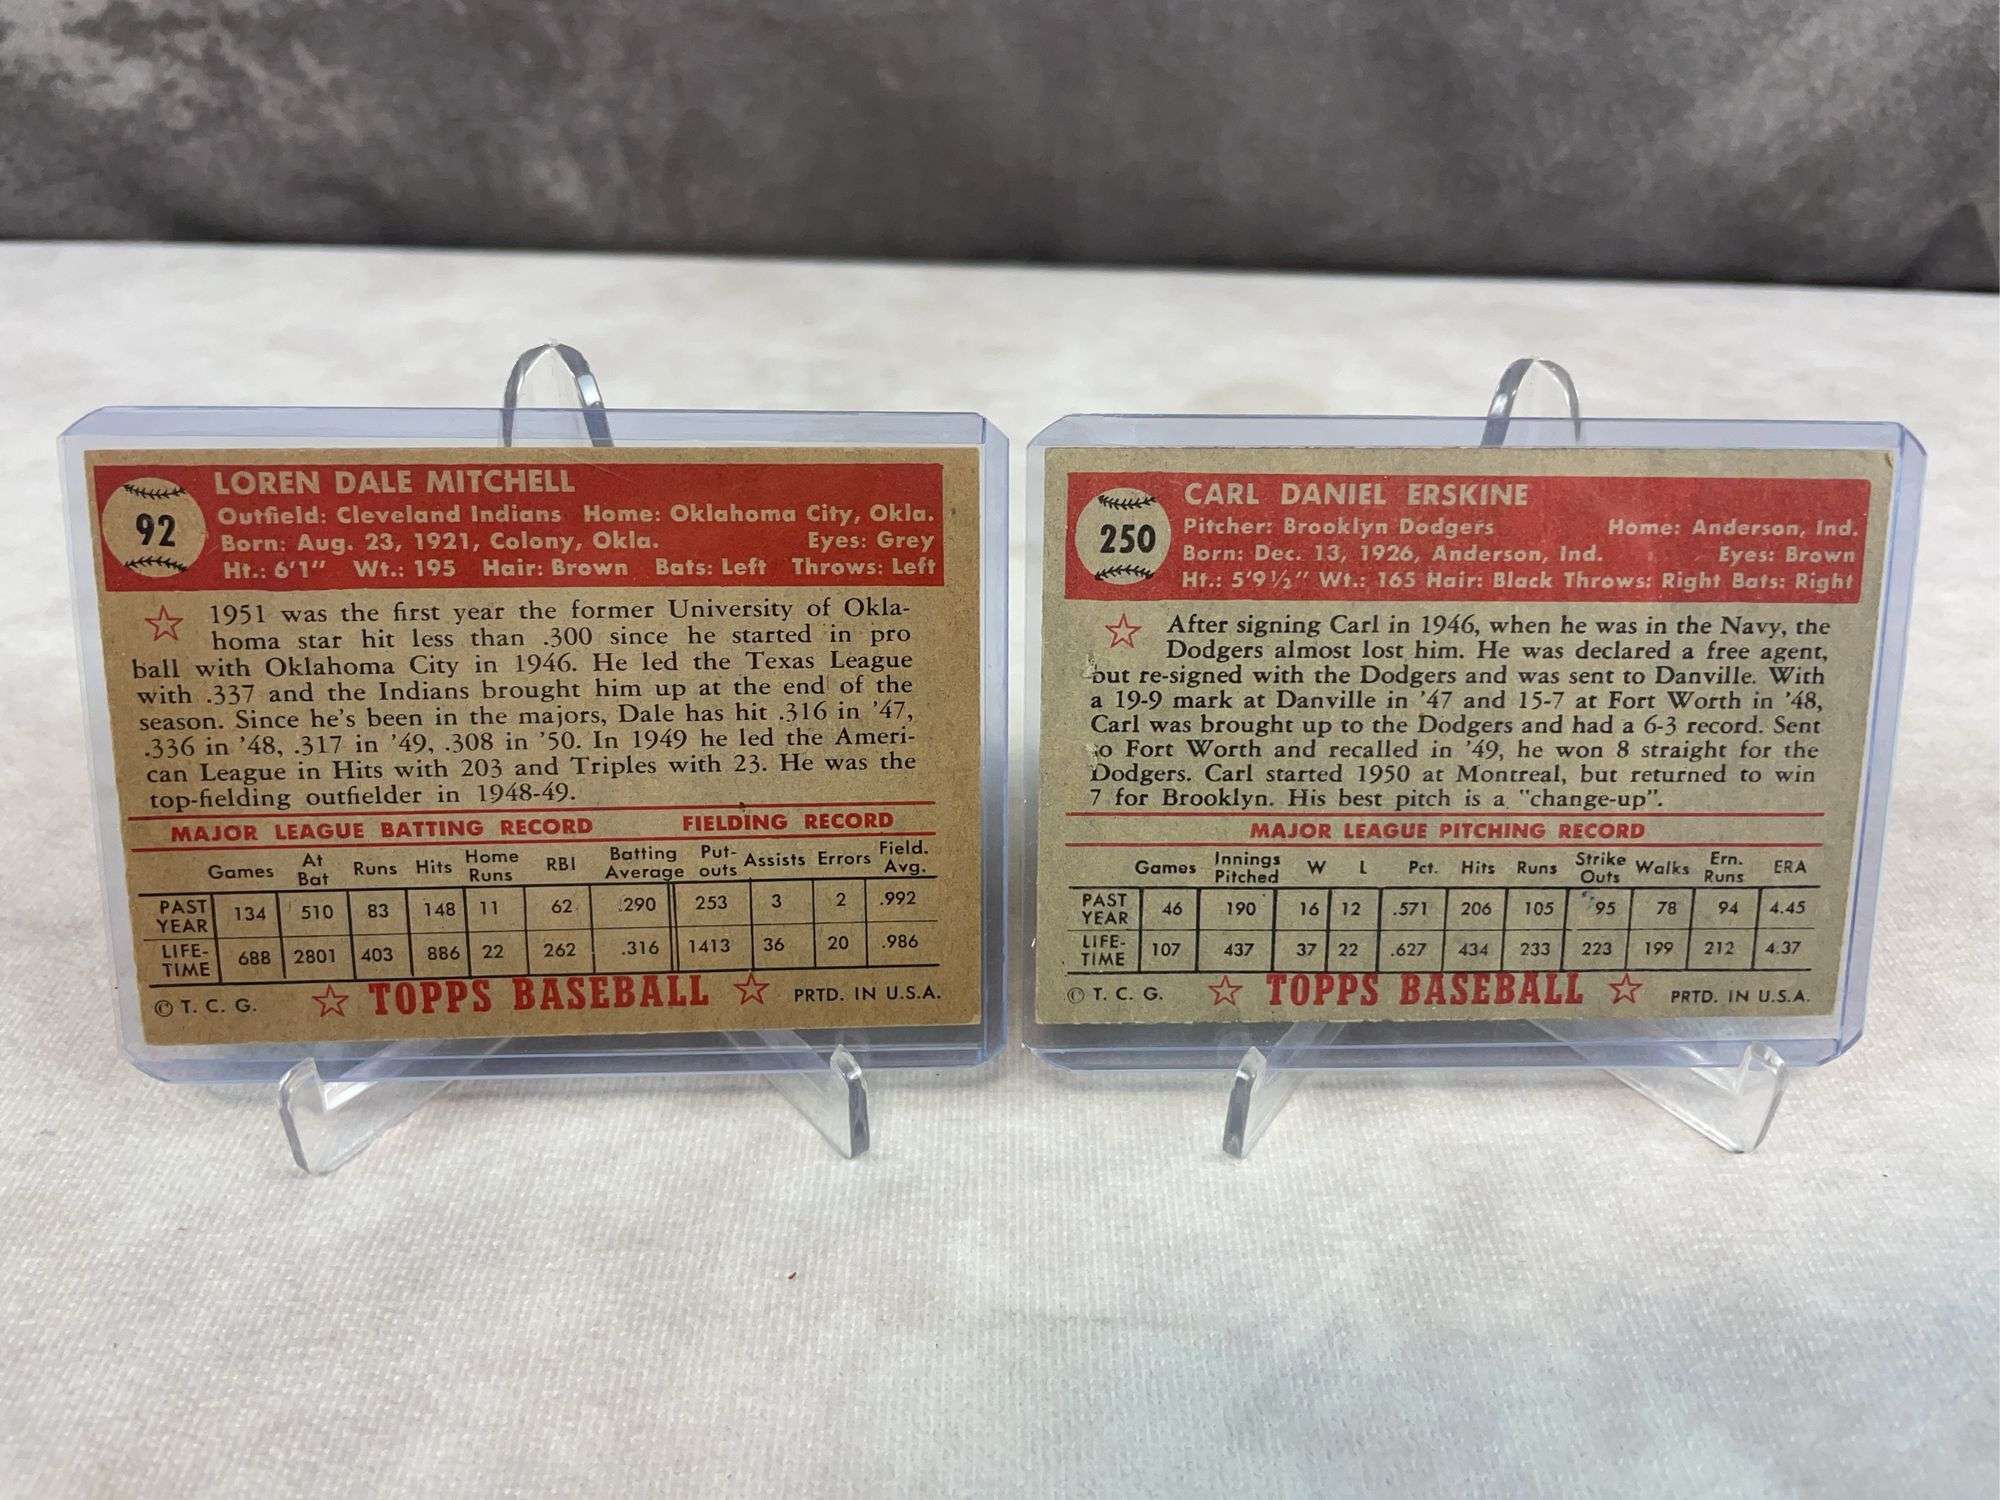 92
LOREN DALE MITCHELL
Outfield: Cleveland Indians Home: Oklahoma City, Okla.
Born: Aug. 23, 1921, Colony, Okla. Eyes: Grey
Ht.: 6'1" Wt.: 195 Hair: Brown Bats: Left Throws: Left
1951 was the first year the former University of Okla-
homa star hit less than .300 since he started in pro
ball with Oklahoma City in 1946. He led the Texas League
with .337 and the Indians brought him up at the end of the
season. Since he's been in the majors, Dale has hit .316 in '47,
.336 in '48, .317 in '49, .308 in '50. In 1949 he led the Ameri-
can League in Hits with 203 and Triples with 23. He was the
top-fielding outfielder in 1948-49.
MAJOR LEAGUE BATTING RECORD FIELDING RECORD
Games At Bat Runs Hits Home Runs RBI Batting Average Put-outs Assists Errors Field. Avg.
PAST YEAR 134 510 83 148 11 62 .290 253 3 2 .992
LIFE-TIME 688 2801 403 886 22 262 .316 1413 36 20 .986
© T. C. G. TOPPS BASEBALL PRTD. IN U.S.A.
250
CARL DANIEL ERSKINE
Pitcher: Brooklyn Dodgers Home: Anderson, Ind.
Born: Dec. 13, 1926, Anderson, Ind. Eyes: Brown
Ht.: 5'9½" Wt.: 165 Hair: Black Throws: Right Bats: Right
After signing Carl in 1946, when he was in the Navy, the
Dodgers almost lost him. He was declared a free agent,
but re-signed with the Dodgers and was sent to Danville. With
a 19-9 mark at Danville in '47 and 15-7 at Fort Worth in '48,
Carl was brought up to the Dodgers and had a 6-3 record. Sent
to Fort Worth and recalled in '49, he won 8 straight for the
Dodgers. Carl started 1950 at Montreal, but returned to win
7 for Brooklyn. His best pitch is a "change-up".
MAJOR LEAGUE PITCHING RECORD
Games Innings Pitched W L Pct. Hits Runs Strike Outs Walks Ern. Runs ERA
PAST YEAR 46 190 16 12 .571 206 105 95 78 94 4.45
LIFE-TIME 107 437 37 22 .627 434 233 223 199 212 4.37
© T. C. G. TOPPS BASEBALL PRTD. IN U.S.A.